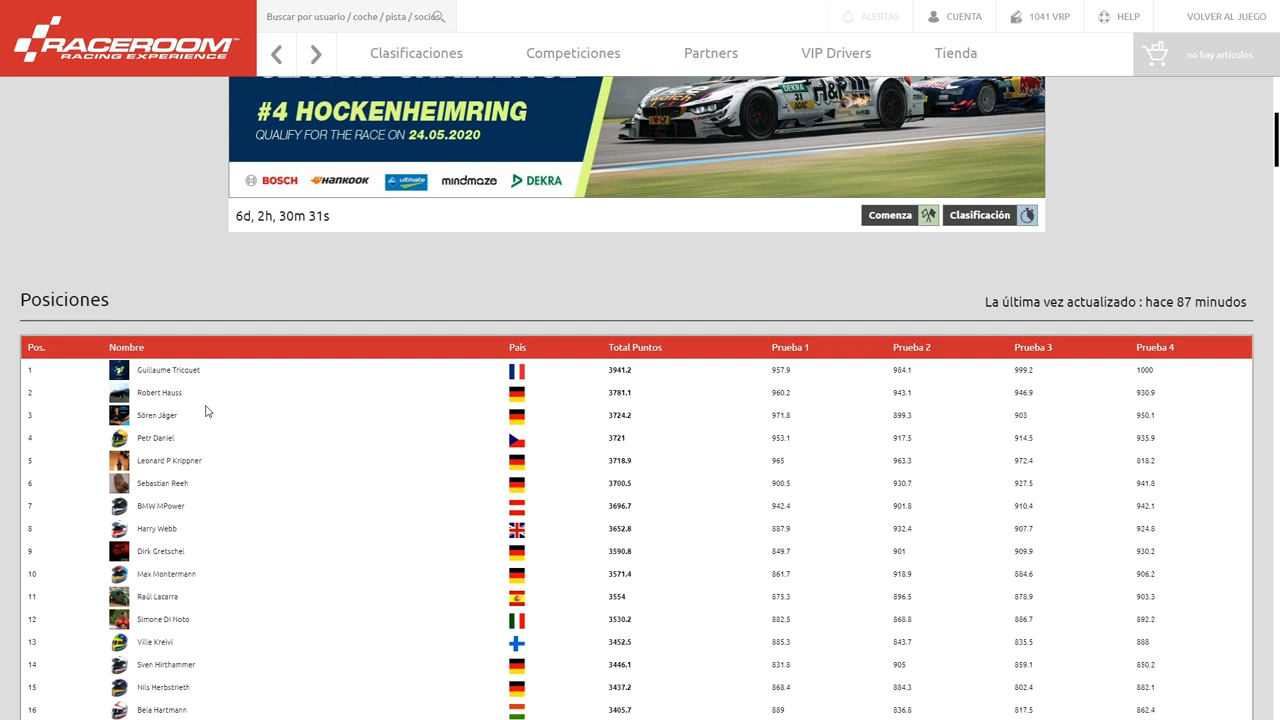 RACEROOM
RACING EXPERIENCE
Buscar por usuario / coche / pista / socio
ALERTAS
CUENTA
1041 VRP
HELP
VOLVER AL JUEGO
Clasificaciones
Competiciones
Partners
VIP Drivers
Tienda
no hay artículos
#4 HOCKENHEIMRING
QUALIFY FOR THE RACE ON 24.05.2020
BOSCH HANKOOK ultimate mindmaze DEKRA
6d, 2h, 30m 31s
Comenza
Clasificación
Posiciones
La última vez actualizado : hace 87 minudos
Pos. Nombre País Total Puntos Prueba 1 Prueba 2 Prueba 3 Prueba 4
1 Guillaume Tricquet 3941.2 957.9 984.1 999.2 1000
2 Robert Hauss 3781.1 960.2 943.1 946.9 930.9
3 Sören Jäger 3724.2 971.8 899.3 903 950.1
4 Petr Daniel 3721 953.1 917.5 914.5 935.9
5 Leonard P Krippner 3718.9 965 963.3 972.4 818.2
6 Sebastian Reeh 3700.5 900.5 930.7 927.5 941.8
7 BMW MPower 3696.7 942.4 901.8 910.4 942.1
8 Harry Webb 3652.8 887.9 932.4 907.7 924.8
9 Dirk Gretschel 3590.8 849.7 901 909.9 930.2
10 Max Montermann 3571.4 861.7 918.9 884.6 906.2
11 Raúl Lacarra 3554 875.3 896.5 878.9 903.3
12 Simone Di Noto 3530.2 882.5 868.8 886.7 892.2
13 Ville Kreivi 3452.5 885.3 843.7 835.5 888
14 Sven Hirthammer 3446.1 831.8 905 859.1 850.2
15 Nils Herbstrieth 3437.2 868.4 884.3 802.4 882.1
16 Bela Hartmann 3405.7 889 836.8 817.5 862.4